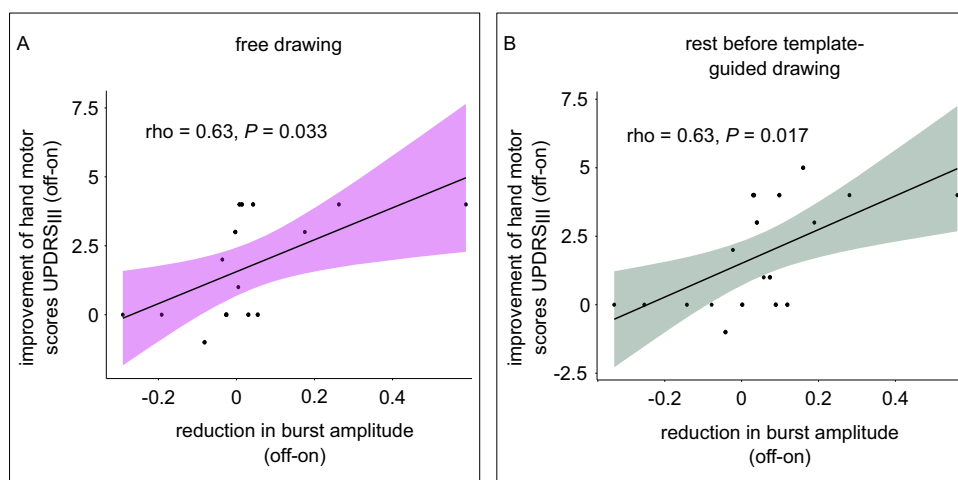 A
free drawing
improvement of hand motor
scores UPDRSIII (off-on)
7.5
5
2.5
0
rho = 0.63, P = 0.033
-0.2
0
0.2
0.4
reduction in burst amplitude
(off-on)
B
rest before template-
guided drawing
improvement of hand motor
scores UPDRSIII (off-on)
7.5
5
2.5
0
-2.5
rho = 0.63, P = 0.017
-0.2
0
0.2
0.4
reduction in burst amplitude
(off-on)